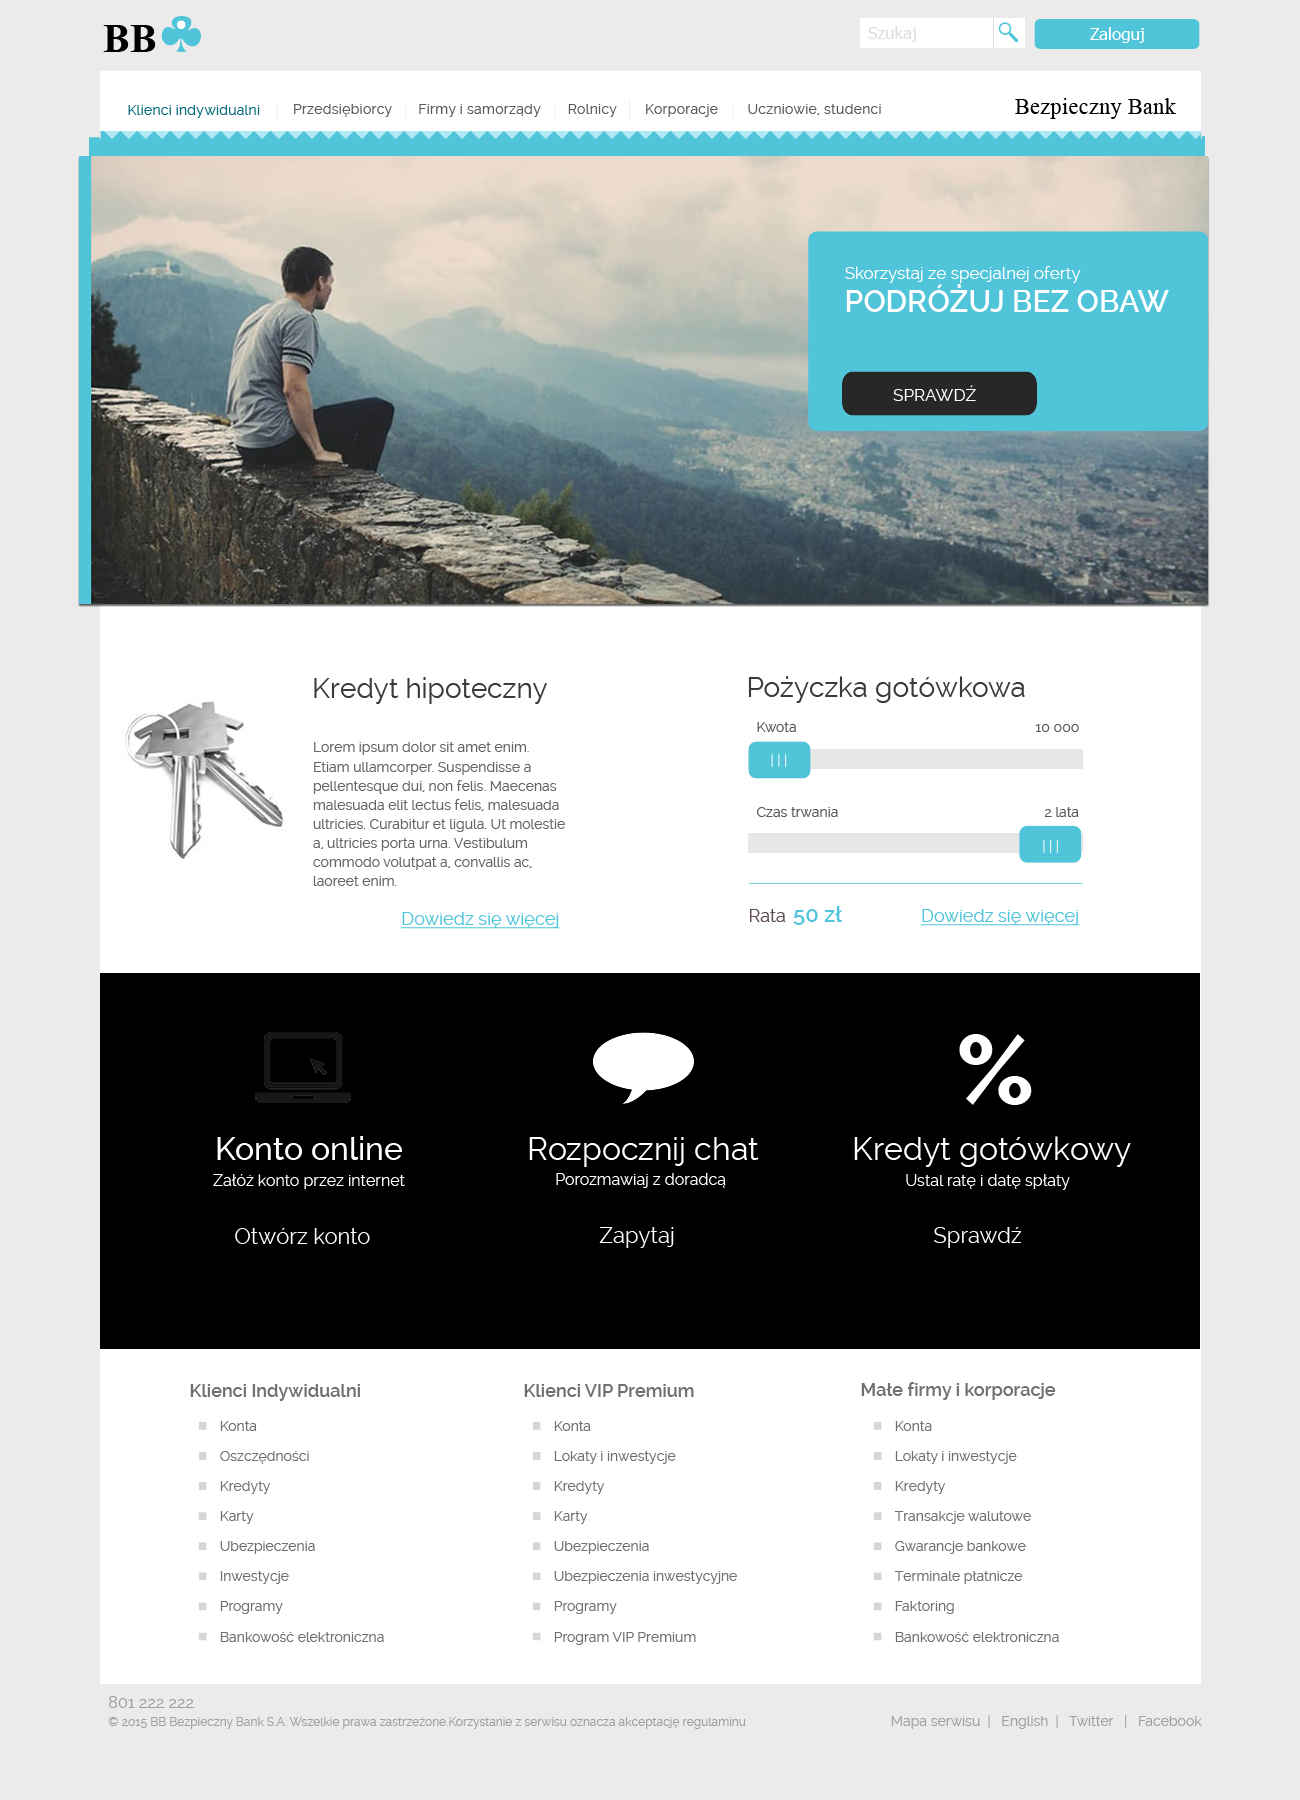 BB
Szukaj
Zaloguj
Klienci indywidualni
Przedsiębiorcy
Firmy i samorządy
Rolnicy
Korporacje
Uczniowie, studenci
Bezpieczny Bank
Skorzystaj ze specjalnej oferty
PODRÓŻUJ BEZ OBAW
SPRAWDŹ
Kredyt hipoteczny
Lorem ipsum dolor sit amet enim.
Etiam ullamcorper. Suspendisse a
pellentesque dui, non felis. Maecenas
malesuada elit lectus felis, malesuada
ultricies. Curabitur et ligula. Ut molestie
a, ultricies porta urna. Vestibulum
commodo volutpat a, convallis ac,
laoreet enim.
Dowiedz się więcej
Pożyczka gotówkowa
Kwota 10 000
Czas trwania 2 lata
Rata 50 zł
Dowiedz się więcej
Konto online
Załóż konto przez internet
Otwórz konto
Rozpocznij chat
Porozmawiaj z doradcą
Zapytaj
%
Kredyt gotówkowy
Ustal ratę i datę spłaty
Sprawdź
Klienci Indywidualni
Konta
Oszczędności
Kredyty
Karty
Ubezpieczenia
Inwestycje
Programy
Bankowość elektroniczna
Klienci VIP Premium
Konta
Lokaty i inwestycje
Kredyty
Karty
Ubezpieczenia
Ubezpieczenia inwestycyjne
Programy
Program VIP Premium
Małe firmy i korporacje
Konta
Lokaty i inwestycje
Kredyty
Transakcje walutowe
Gwarancje bankowe
Terminale płatnicze
Faktoring
Bankowość elektroniczna
801 222 222
© 2015 BB Bezpieczny Bank S.A. Wszelkie prawa zastrzeżone.Korzystanie z serwisu oznacza akceptację regulaminu
Mapa serwisu | English | Twitter | Facebook